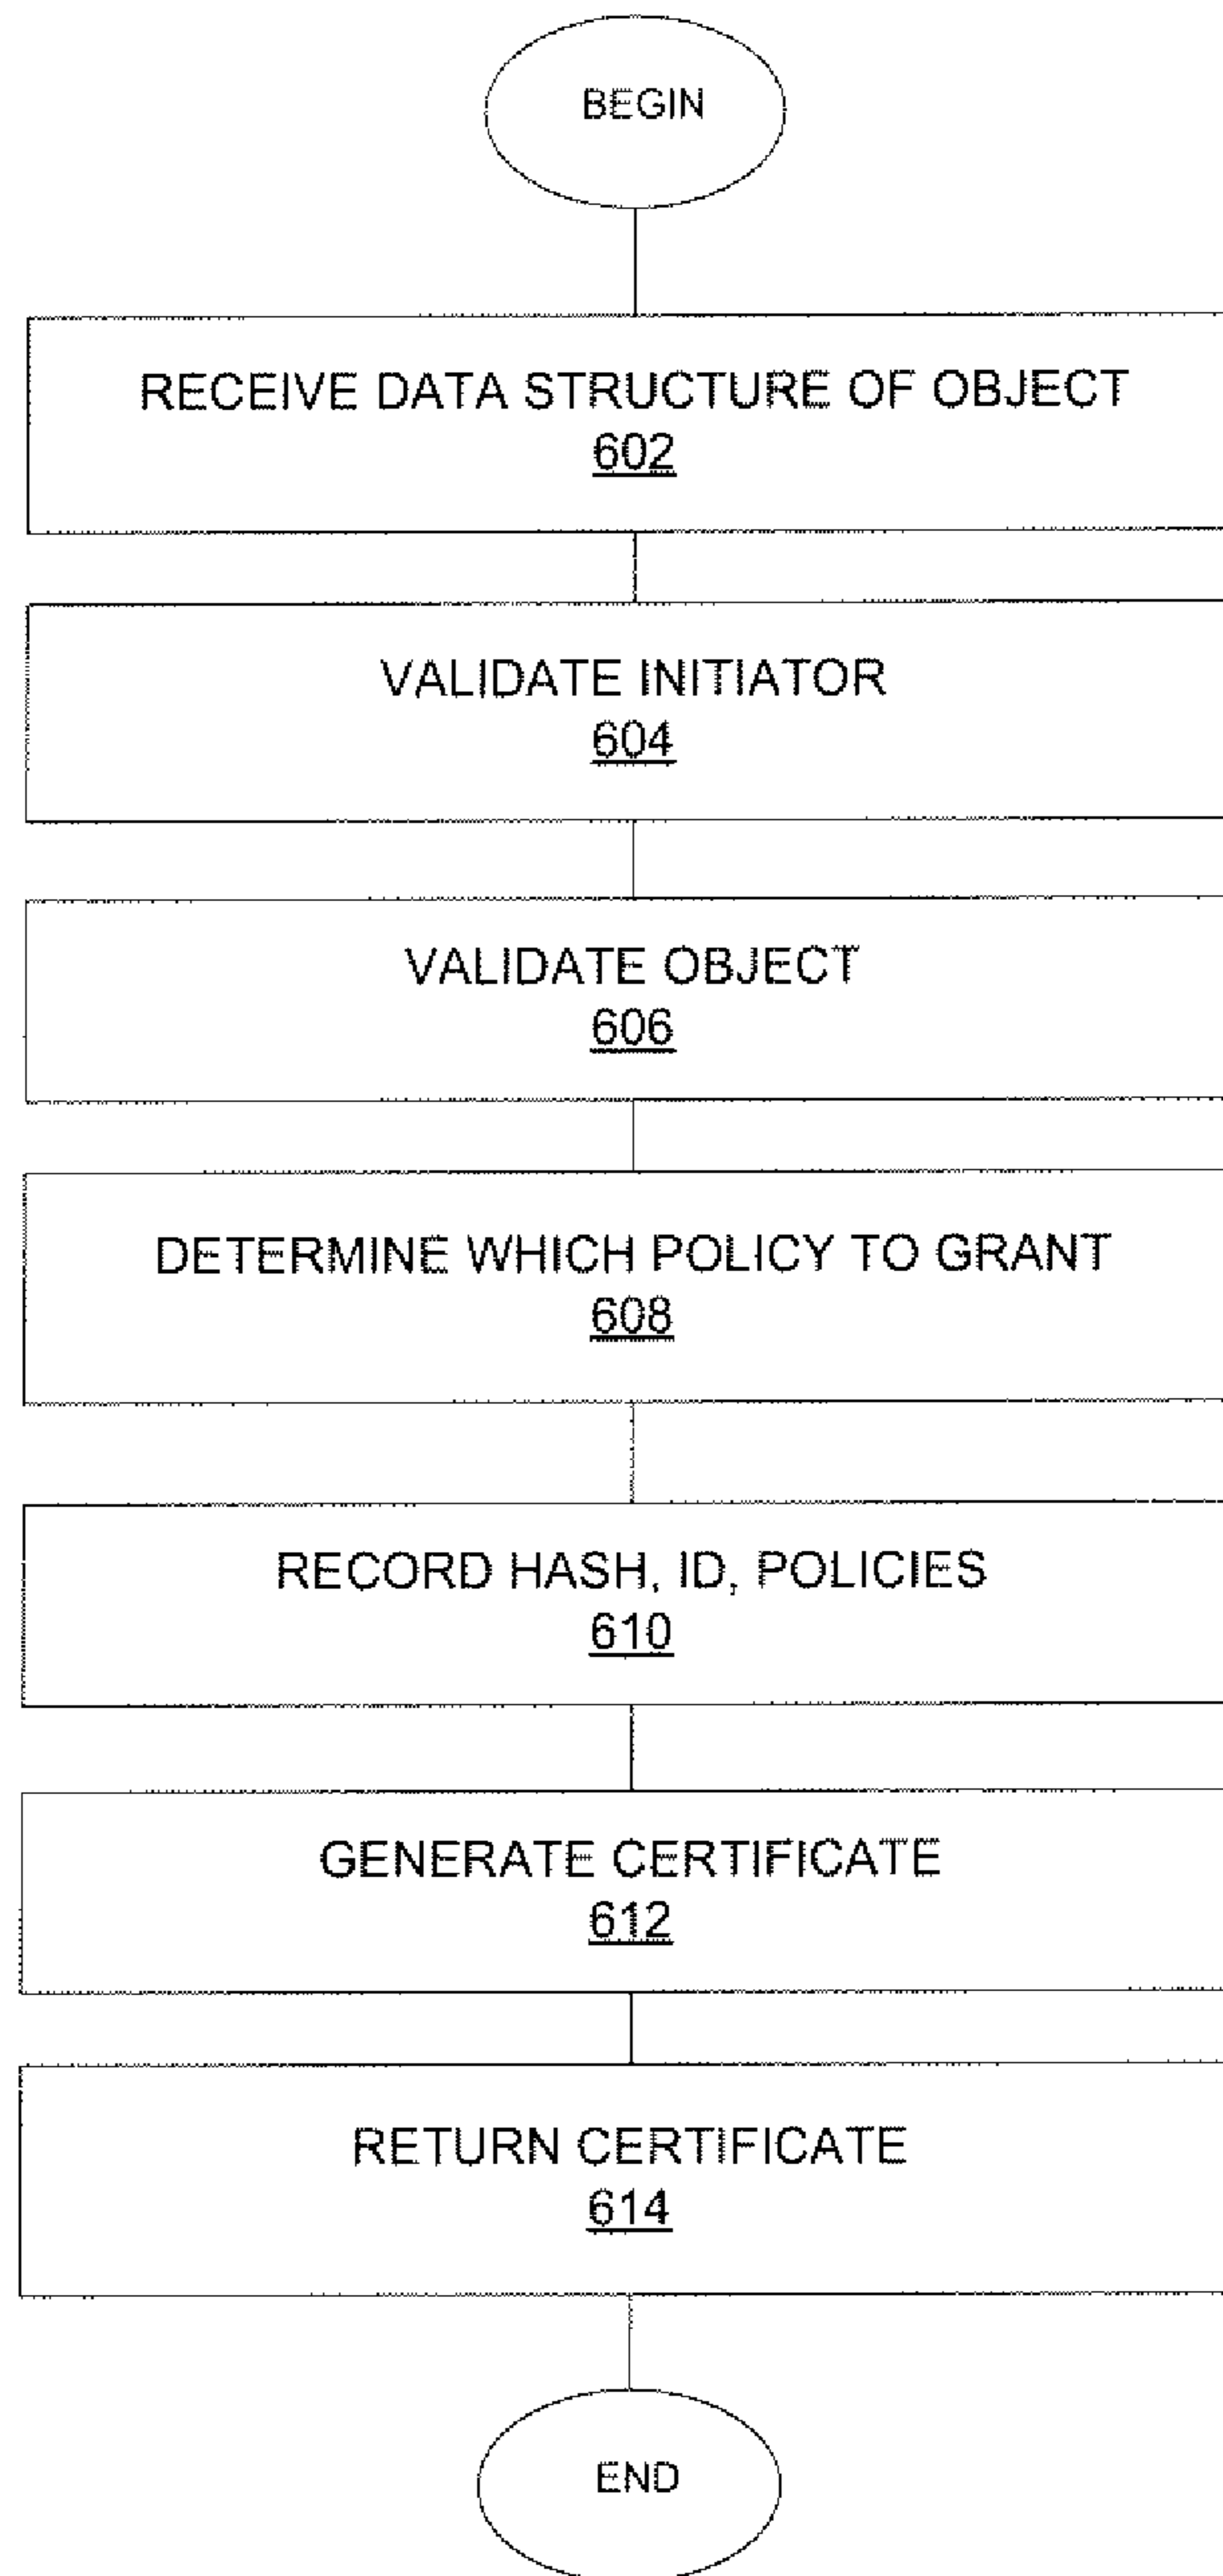 BEGIN
RECEIVE DATA STRUCTURE OF OBJECT
602
VALIDATE INITIATOR
604
VALIDATE OBJECT
606
DETERMINE WHICH POLICY TO GRANT
608
RECORD HASH, ID, POLICIES
610
GENERATE CERTIFICATE
612
RETURN CERTIFICATE
614
END